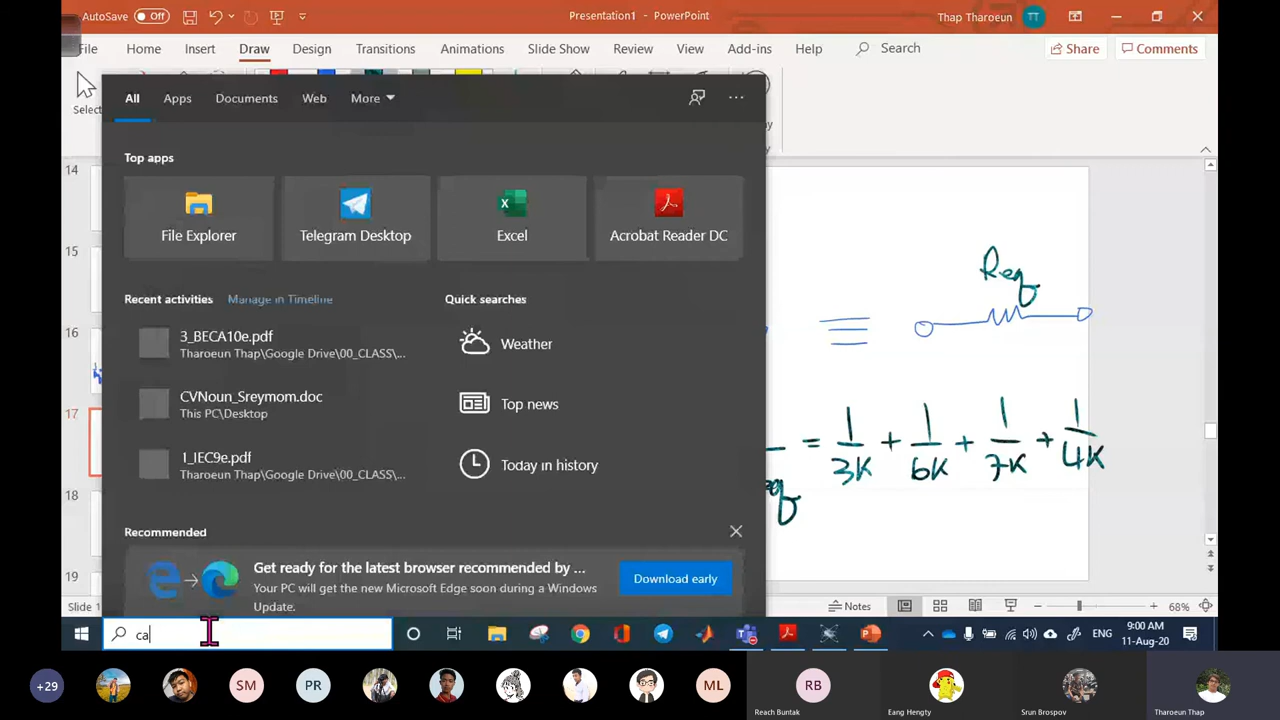 AutoSave Off
Presentation1 - PowerPoint
Thap Tharoeun TT
File Home Insert Draw Design Transitions Animations Slide Show Review View Add-ins Help Search Share Comments
Select
All Apps Documents Web More
Top apps
File Explorer Telegram Desktop Excel Acrobat Reader DC
Recent activities Manage in Timeline
Quick searches
3_BECA10e.pdf
Tharoeun Thap\Google Drive\00_CLASS\...
CVNoun_Sreymom.doc
This PC\Desktop
1_IEC9e.pdf
Tharoeun Thap\Google Drive\00_CLASS\...
Weather
Top news
Today in history
Recommended
Get ready for the latest browser recommended by ...
Your PC will get the new Microsoft Edge soon during a Windows
Update.
Download early
14
15
16
17
18
19
Req
≡
= 1/3K + 1/6K + 1/7K + 1/4K
eq
Slide 1
Notes
68%
ca
ENG
9:00 AM
11-Aug-20
+29 SM PR ML RB
Reach Buntak Eang Hengty Srun Brospov Tharoeun Thap